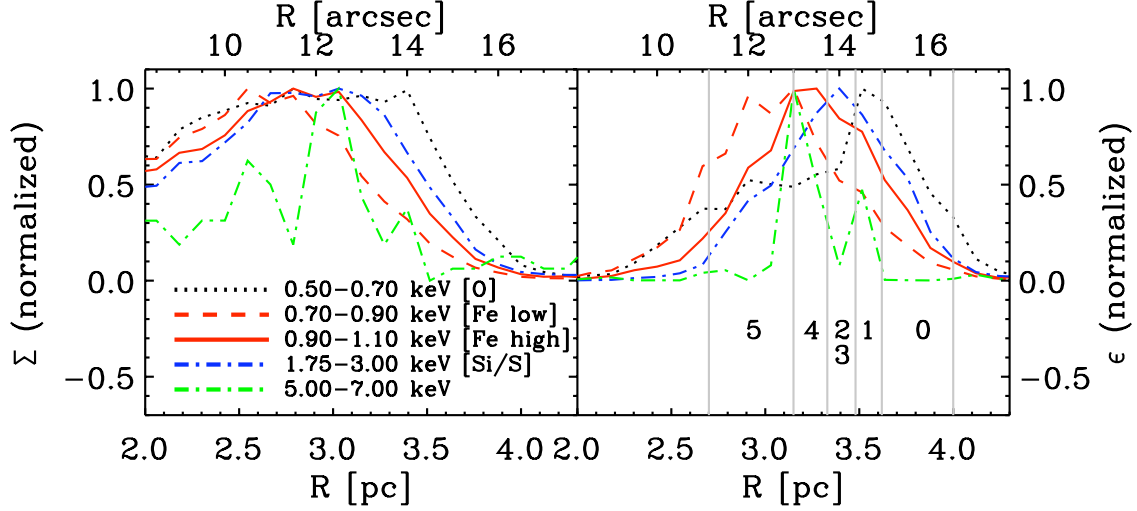 R [arcsec]
10 12 14 16
R [arcsec]
10 12 14 16
Σ (normalized)
1.0
0.5
0.0
−0.5
0.50−0.70 keV [O]
0.70−0.90 keV [Fe low]
0.90−1.10 keV [Fe high]
1.75−3.00 keV [Si/S]
5.00−7.00 keV
2.0 2.5 3.0 3.5 4.0
R [pc]
5 4 2 1 0
3
1.0
0.5
0.0
−0.5
ϵ (normalized)
2.0 2.5 3.0 3.5 4.0
R [pc]